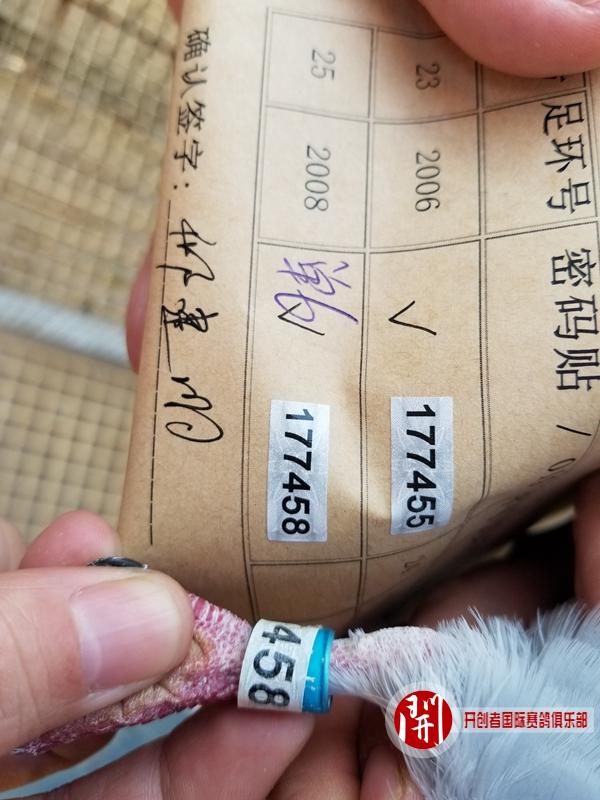 足环号 密码贴 /
23 2006 √ 177455
25 2008 177458
确认签字：
458
開
开创者国际赛鸽俱乐部